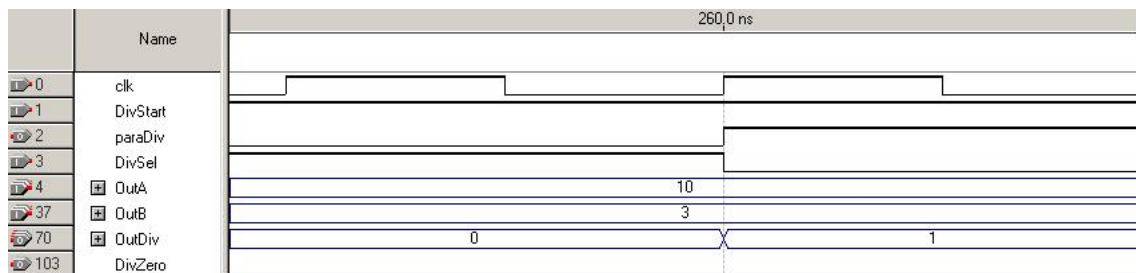 260,0 ns
Name
0 clk
1 DivStart
2 paraDiv
3 DivSel
4 OutA 10
37 OutB 3
70 OutDiv 0 1
103 DivZero